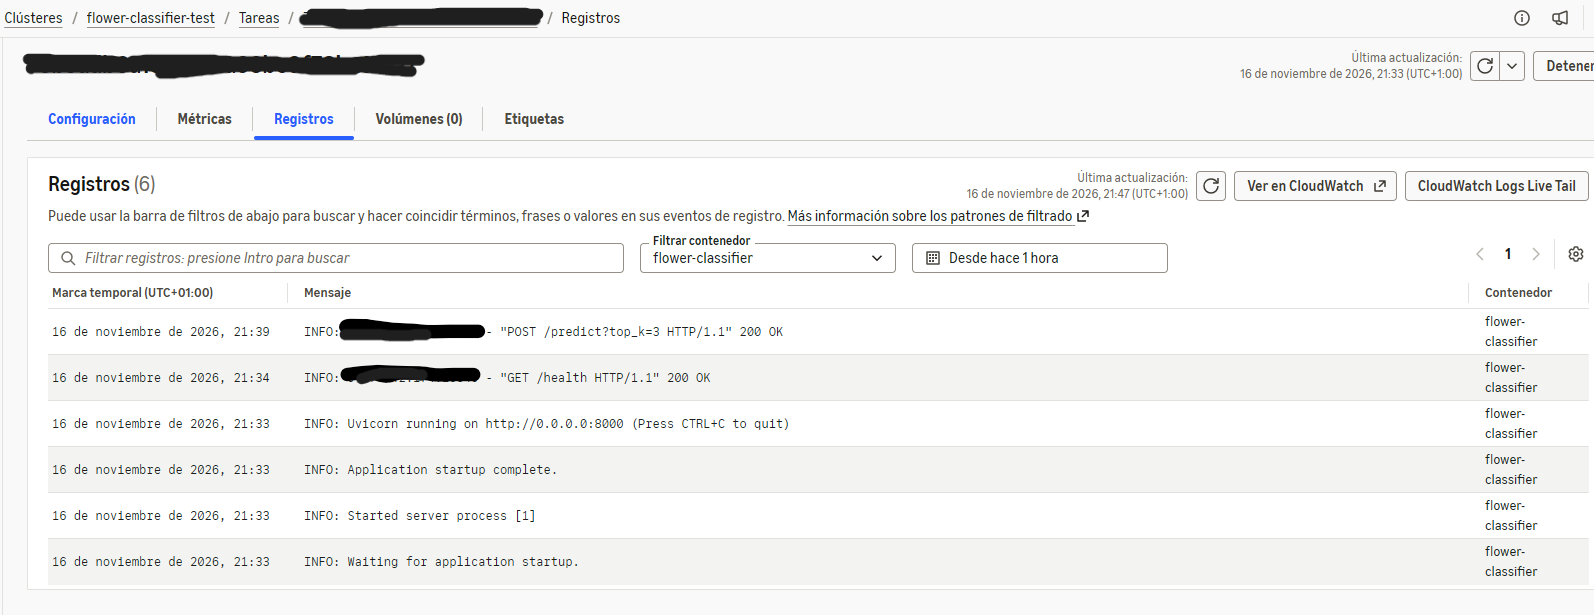 Clústeres / flower-classifier-test / Tareas / / Registros
Última actualización:
16 de noviembre de 2026, 21:33 (UTC+1:00)
Detener
Configuración
Métricas
Registros
Volúmenes (0)
Etiquetas
Registros (6)
Última actualización:
16 de noviembre de 2026, 21:47 (UTC+1:00)
Ver en CloudWatch
CloudWatch Logs Live Tail
Puede usar la barra de filtros de abajo para buscar y hacer coincidir términos, frases o valores en sus eventos de registro. Más información sobre los patrones de filtrado
Filtrar registros: presione Intro para buscar
Filtrar contenedor
flower-classifier
Desde hace 1 hora
1
Marca temporal (UTC+01:00) Mensaje Contenedor
16 de noviembre de 2026, 21:39 INFO: - "POST /predict?top_k=3 HTTP/1.1" 200 OK flower-
classifier
16 de noviembre de 2026, 21:34 INFO: - "GET /health HTTP/1.1" 200 OK flower-
classifier
16 de noviembre de 2026, 21:33 INFO: Uvicorn running on http://0.0.0.0:8000 (Press CTRL+C to quit) flower-
classifier
16 de noviembre de 2026, 21:33 INFO: Application startup complete. flower-
classifier
16 de noviembre de 2026, 21:33 INFO: Started server process [1] flower-
classifier
16 de noviembre de 2026, 21:33 INFO: Waiting for application startup. flower-
classifier